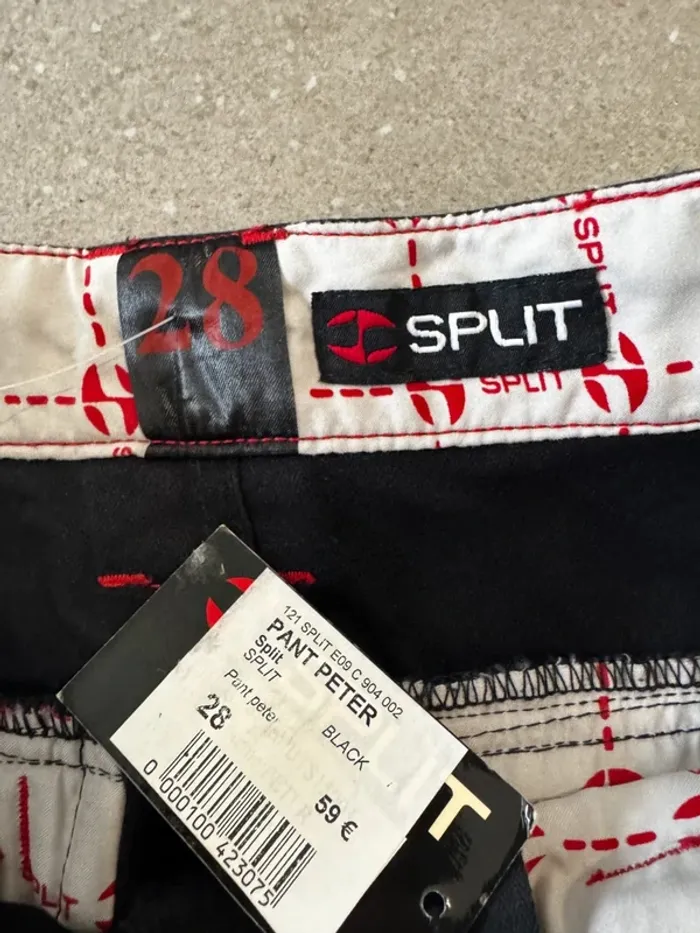 SPLIT
28
SPLIT
SPLIT
121 SPLIT E09 C 904 002
PANT PETER
Split
SPLIT
Pant peter BLACK
28
59 €
0 000100 423075
T
SPLIT